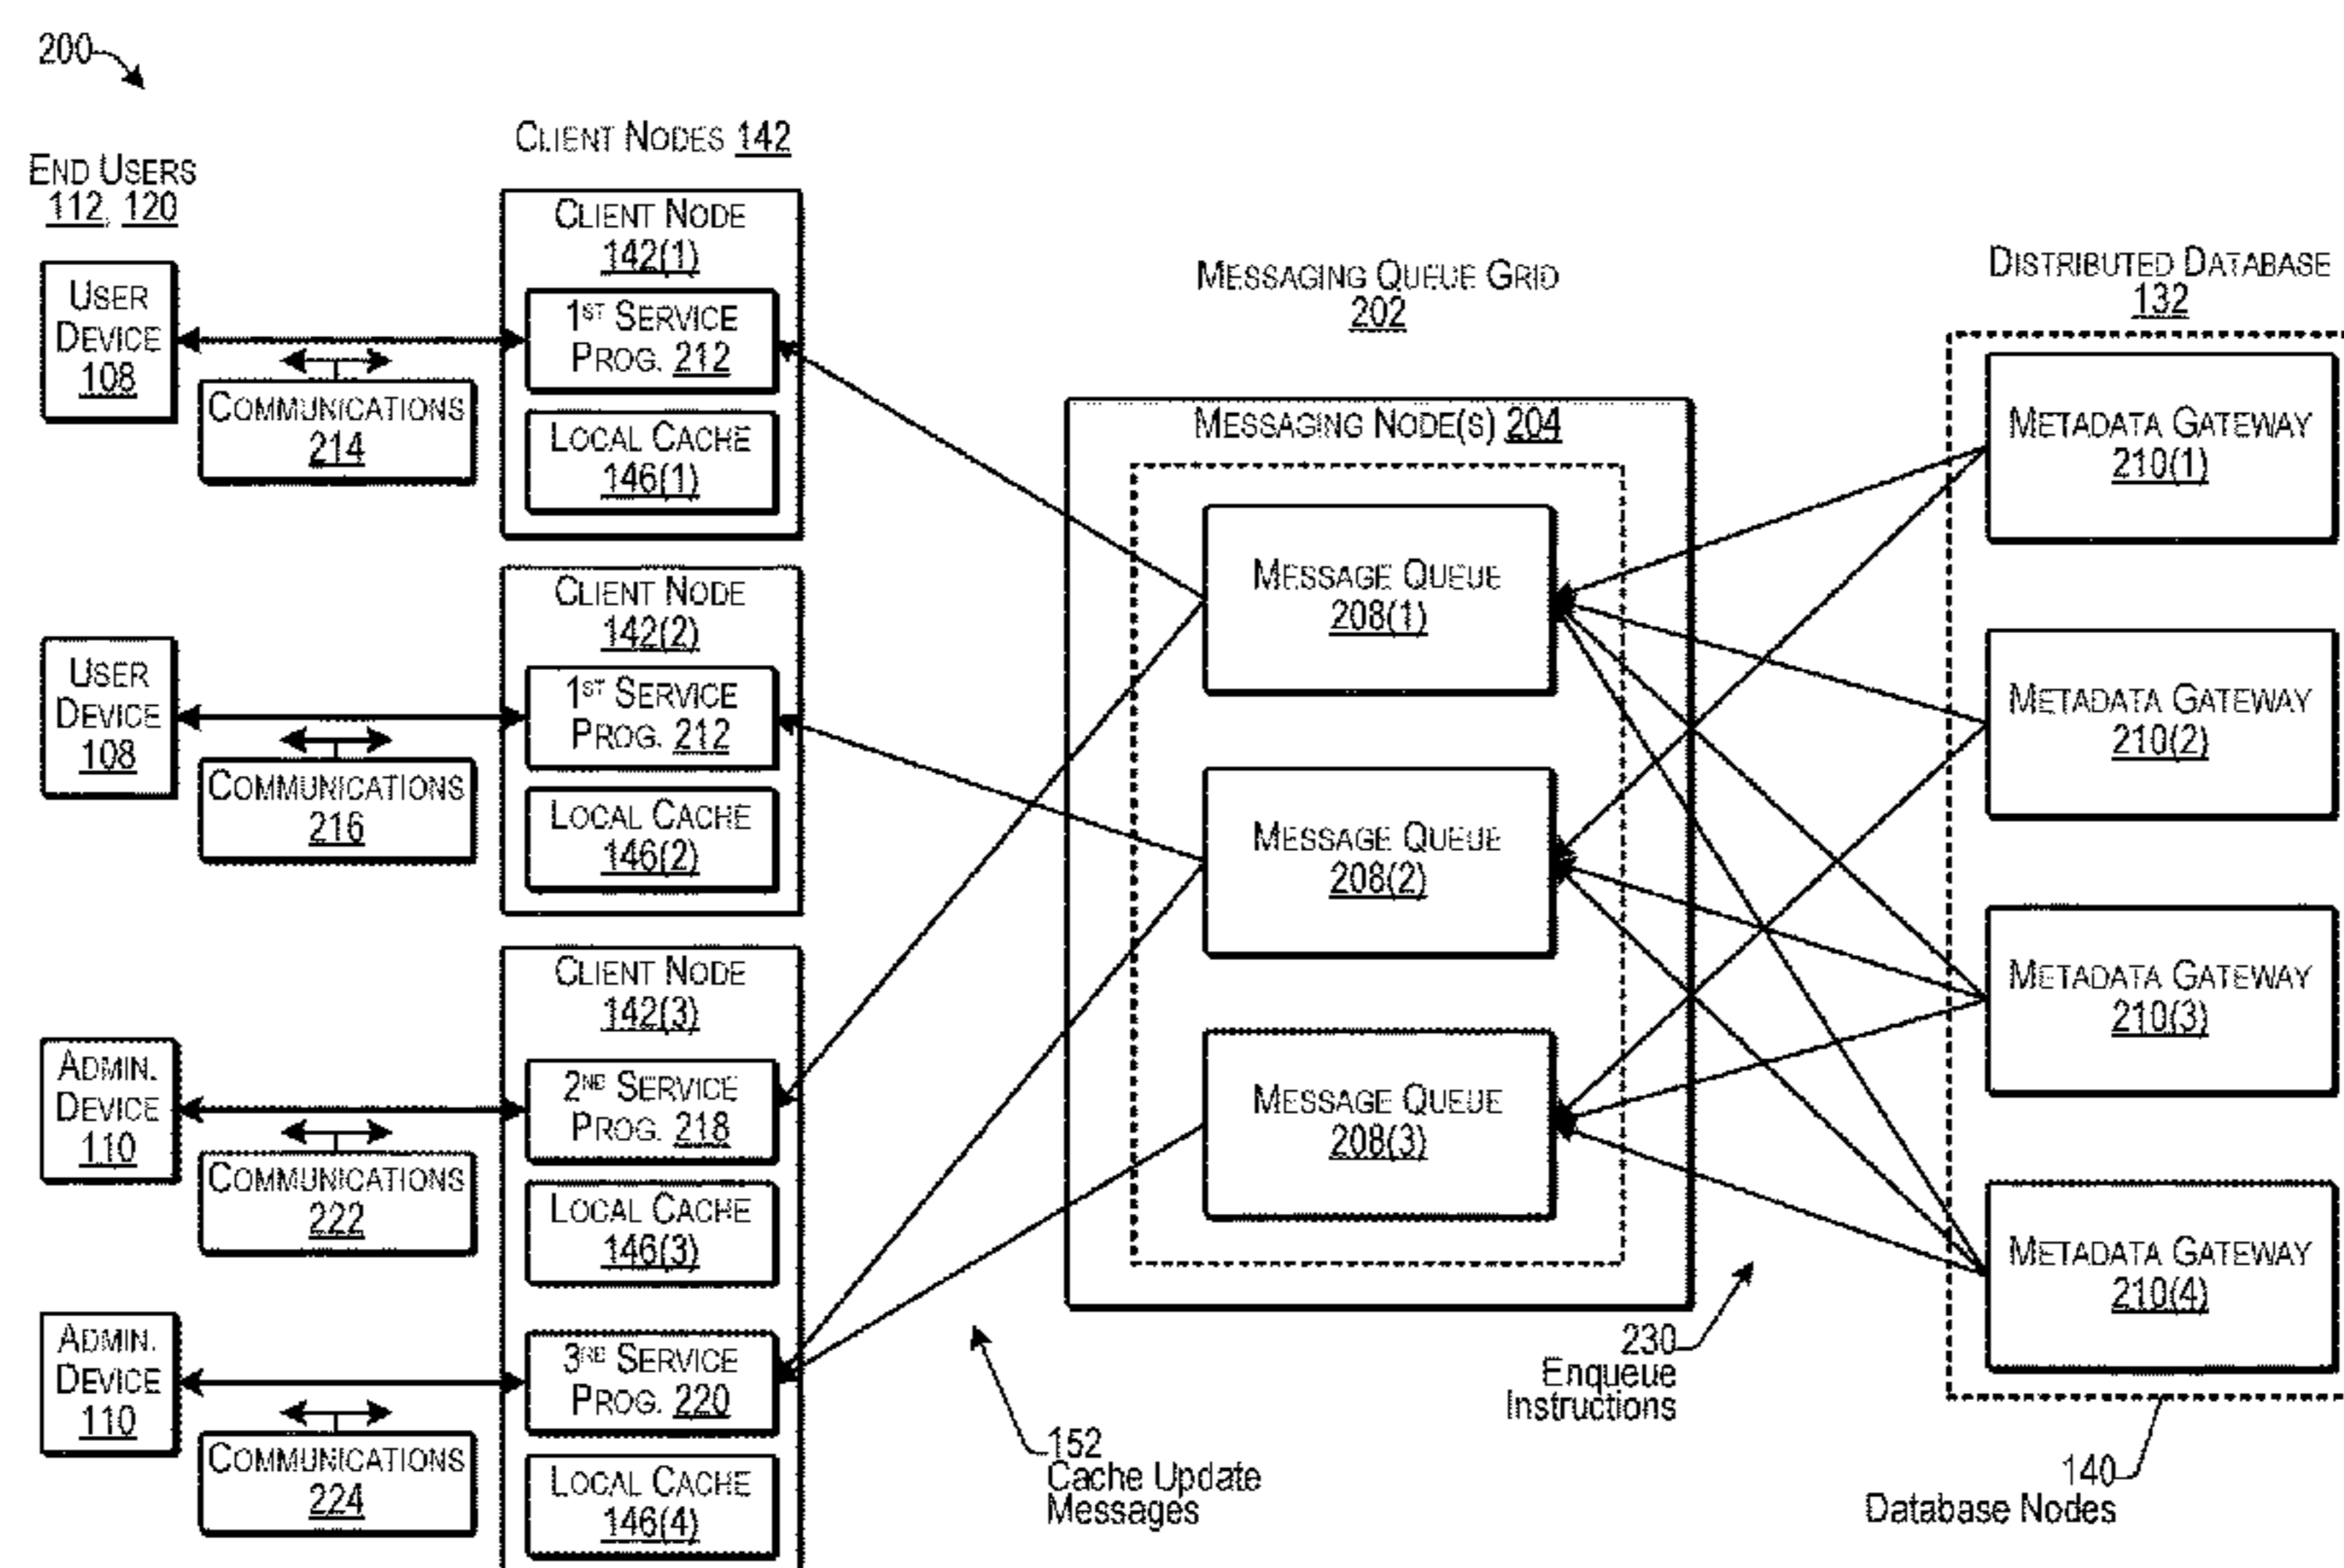 200
CLIENT NODES 142
END USERS
112, 120
CLIENT NODE
142(1)
USER
DEVICE
108
1ST SERVICE
PROG. 212
COMMUNICATIONS
214
LOCAL CACHE
146(1)
CLIENT NODE
142(2)
USER
DEVICE
108
1ST SERVICE
PROG. 212
COMMUNICATIONS
216
LOCAL CACHE
146(2)
CLIENT NODE
142(3)
ADMIN.
DEVICE
110
2ND SERVICE
PROG. 218
COMMUNICATIONS
222
LOCAL CACHE
146(3)
ADMIN.
DEVICE
110
3RD SERVICE
PROG. 220
COMMUNICATIONS
224
LOCAL CACHE
146(4)
MESSAGING QUEUE GRID
202
MESSAGING NODE(S) 204
MESSAGE QUEUE
208(1)
MESSAGE QUEUE
208(2)
MESSAGE QUEUE
208(3)
152
Cache Update
Messages
230
Enqueue
Instructions
DISTRIBUTED DATABASE
132
METADATA GATEWAY
210(1)
METADATA GATEWAY
210(2)
METADATA GATEWAY
210(3)
METADATA GATEWAY
210(4)
140
Database Nodes